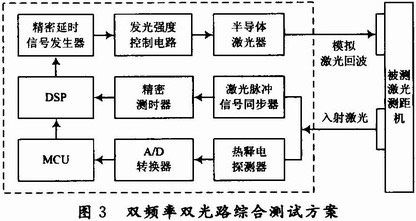 精密延时
信号发生器
发光强度
控制电路
半导体
激光器
模拟
激光回波
DSP
精密
测时器
激光脉冲
信号同步器
入射激光
被测激光测距机
MCU
A/D
转换器
热释电
探测器
图 3 双频率双光路综合测试方案